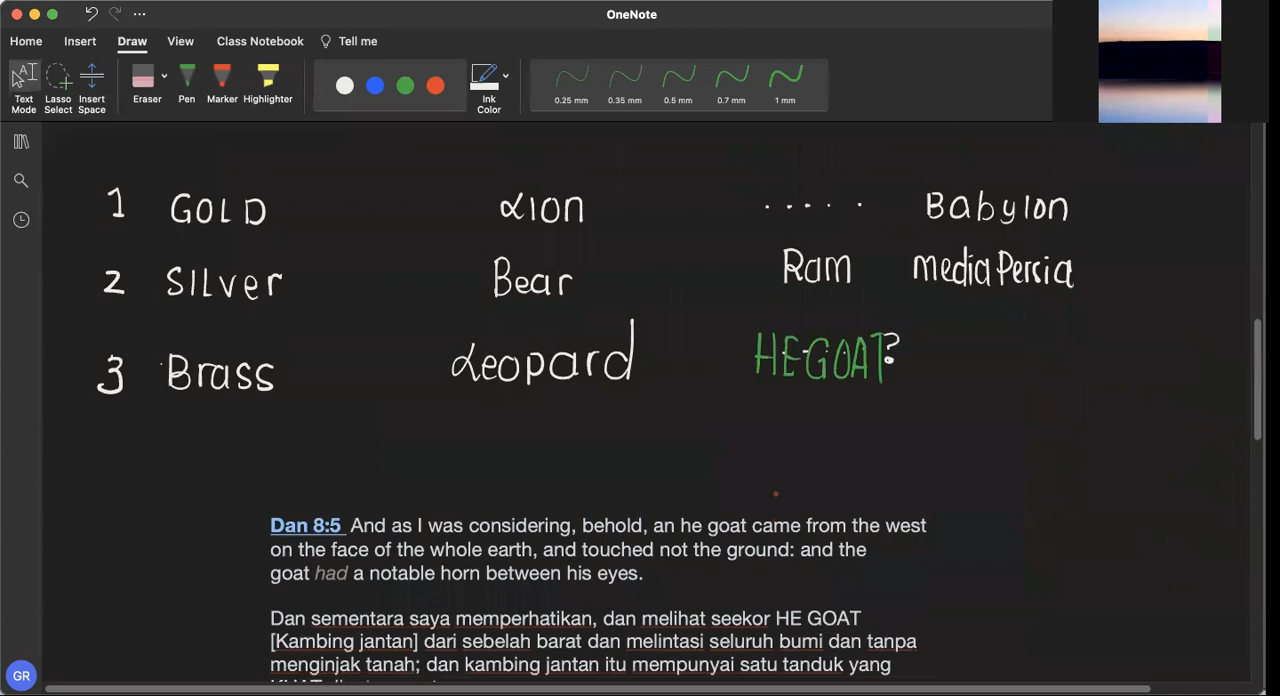 OneNote
Home Insert Draw View Class Notebook Tell me
Text Mode
Lasso Select
Insert Space
Eraser
Pen
Marker
Highlighter
Ink Color
0.25 mm 0.35 mm 0.5 mm 0.7 mm 1 mm
1 GOLD Lion ..... Babylon
2 SILver Bear Ram media Percia
3 Brass Leopard HE-GOAT?
Dan 8:5 And as I was considering, behold, an he goat came from the west
on the face of the whole earth, and touched not the ground: and the
goat had a notable horn between his eyes.
Dan sementara saya memperhatikan, dan melihat seekor HE GOAT
[Kambing jantan] dari sebelah barat dan melintasi seluruh bumi dan tanpa
menginjak tanah; dan kambing jantan itu mempunyai satu tanduk yang
GR